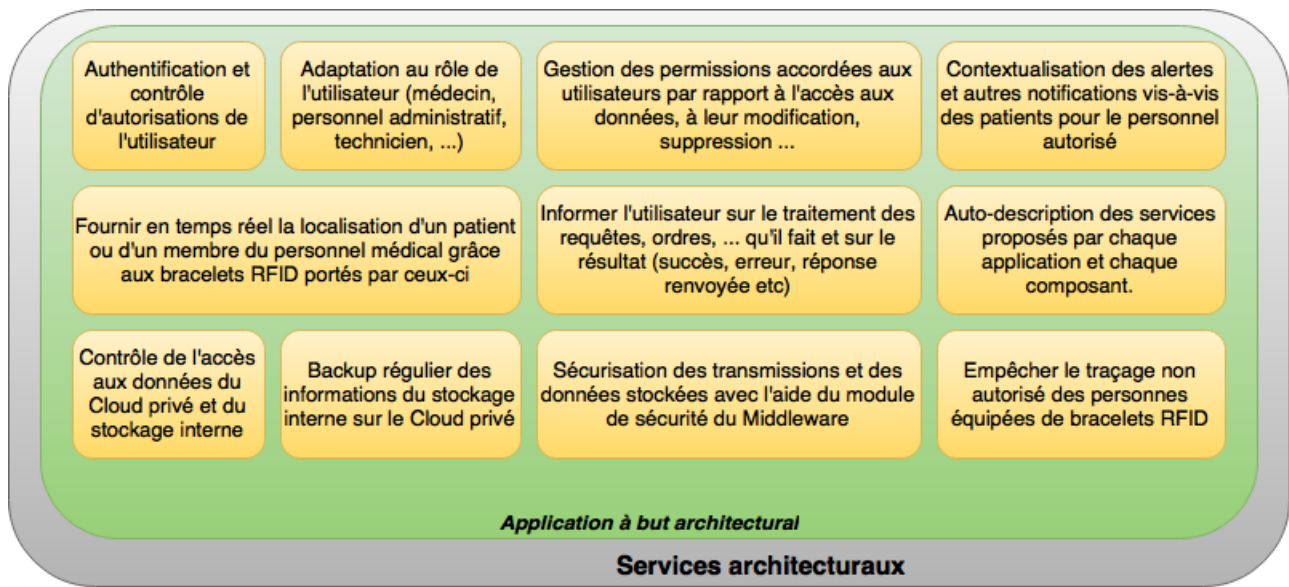 Authentification et
contrôle
d'autorisations de
l'utilisateur
Adaptation au rôle de
l'utilisateur (médecin,
personnel administratif,
technicien, ...)
Gestion des permissions accordées aux
utilisateurs par rapport à l'accès aux
données, à leur modification,
suppression ...
Contextualisation des alertes
et autres notifications vis-à-vis
des patients pour le personnel
autorisé
Fournir en temps réel la localisation d'un patient
ou d'un membre du personnel médical grâce
aux bracelets RFID portés par ceux-ci
Informer l'utilisateur sur le traitement des
requêtes, ordres, ... qu'il fait et sur le
résultat (succès, erreur, réponse
renvoyée etc)
Auto-description des services
proposés par chaque
application et chaque
composant.
Contrôle de l'accès
aux données du
Cloud privé et du
stockage interne
Backup régulier des
informations du stockage
interne sur le Cloud privé
Sécurisation des transmissions et des
données stockées avec l'aide du module
de sécurité du Middleware
Empêcher le traçage non
autorisé des personnes
équipées de bracelets RFID
Application à but architectural
Services architecturaux